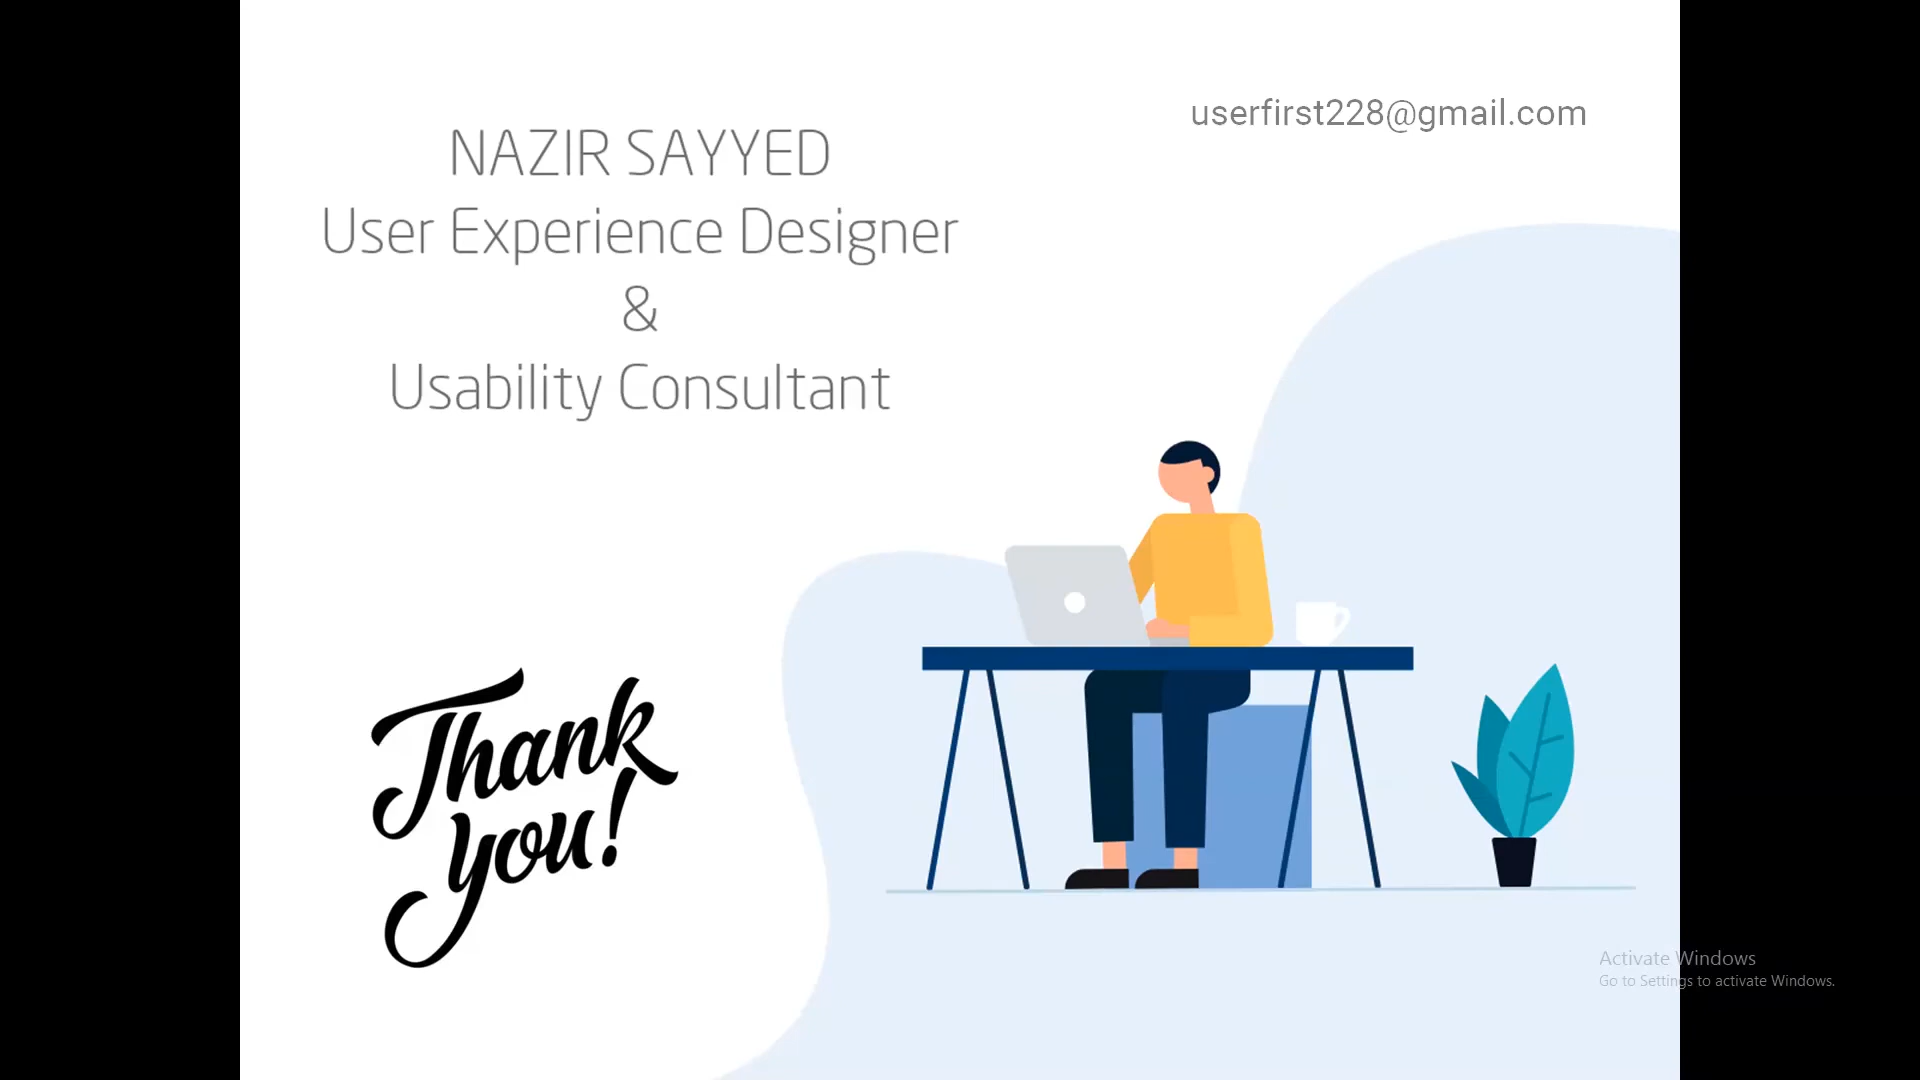 userfirst228@gmail.com
NAZIR SAYYED
User Experience Designer
&
Usability Consultant
Thank
you!
Activate Windows
Go to Settings to activate Windows.